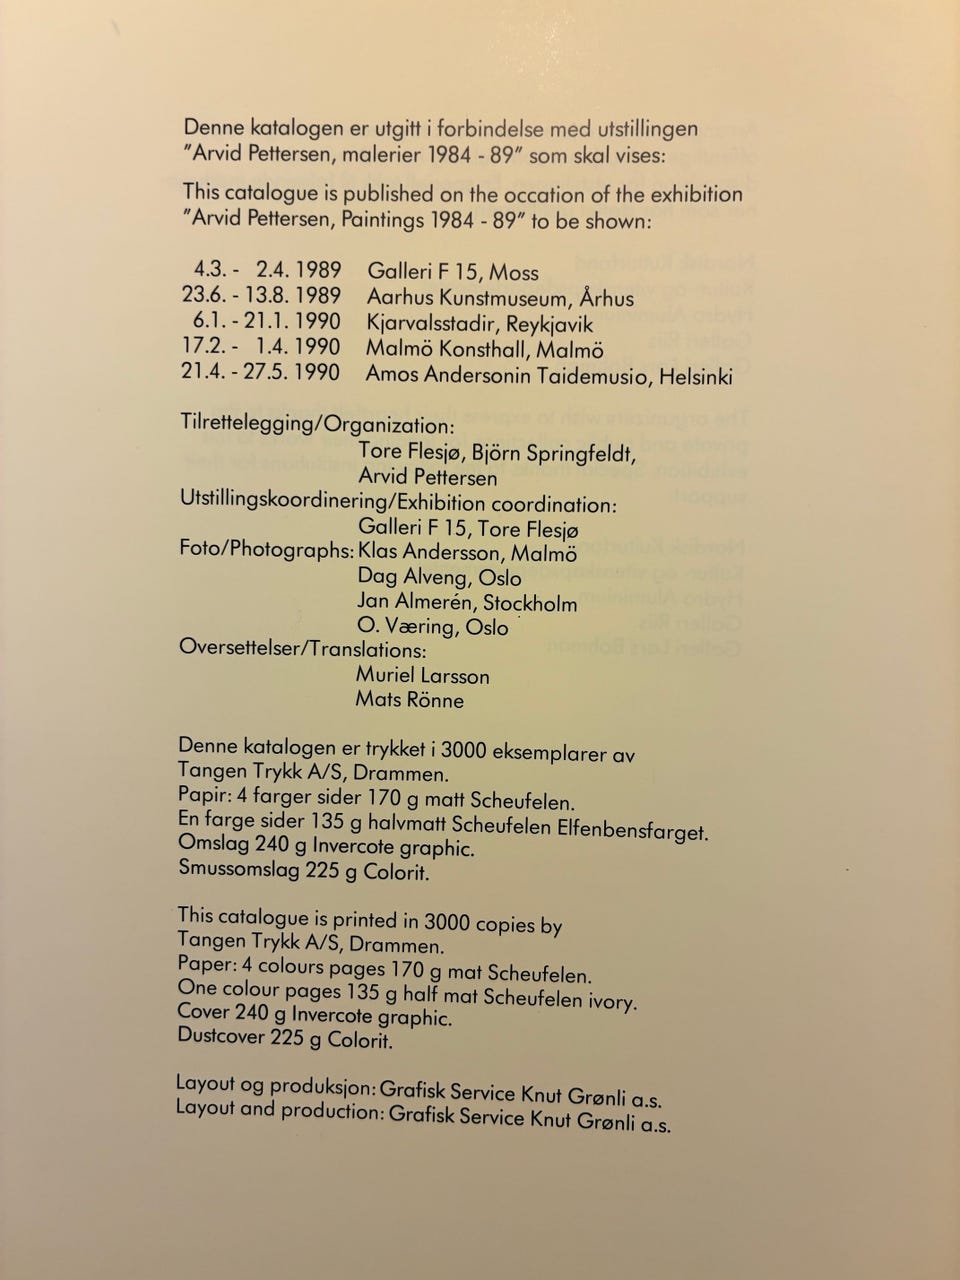 Denne katalogen er utgitt i forbindelse med utstillingen
"Arvid Pettersen, malerier 1984 - 89" som skal vises:
This catalogue is published on the occation of the exhibition
"Arvid Pettersen, Paintings 1984 - 89" to be shown:
4.3. - 2.4. 1989 Galleri F 15, Moss
23.6. - 13.8. 1989 Aarhus Kunstmuseum, Århus
6.1. - 21.1. 1990 Kjarvalsstadir, Reykjavik
17.2. - 1.4. 1990 Malmö Konsthall, Malmö
21.4. - 27.5. 1990 Amos Andersonin Taidemusio, Helsinki
Tilrettelegging/Organization:
Tore Flesjø, Björn Springfeldt,
Arvid Pettersen
Utstillingskoordinering/Exhibition coordination:
Galleri F 15, Tore Flesjø
Foto/Photographs: Klas Andersson, Malmö
Dag Alveng, Oslo
Jan Almerén, Stockholm
O. Væring, Oslo
Oversettelser/Translations:
Muriel Larsson
Mats Rönne
Denne katalogen er trykket i 3000 eksemplarer av
Tangen Trykk A/S, Drammen.
Papir: 4 farger sider 170 g matt Scheufelen.
En farge sider 135 g halvmatt Scheufelen Elfenbensfarget.
Omslag 240 g Invercote graphic.
Smussomslag 225 g Colorit.
This catalogue is printed in 3000 copies by
Tangen Trykk A/S, Drammen.
Paper: 4 colours pages 170 g mat Scheufelen.
One colour pages 135 g half mat Scheufelen ivory.
Cover 240 g Invercote graphic.
Dustcover 225 g Colorit.
Layout og produksjon: Grafisk Service Knut Grønli a.s.
Layout and production: Grafisk Service Knut Grønli a.s.